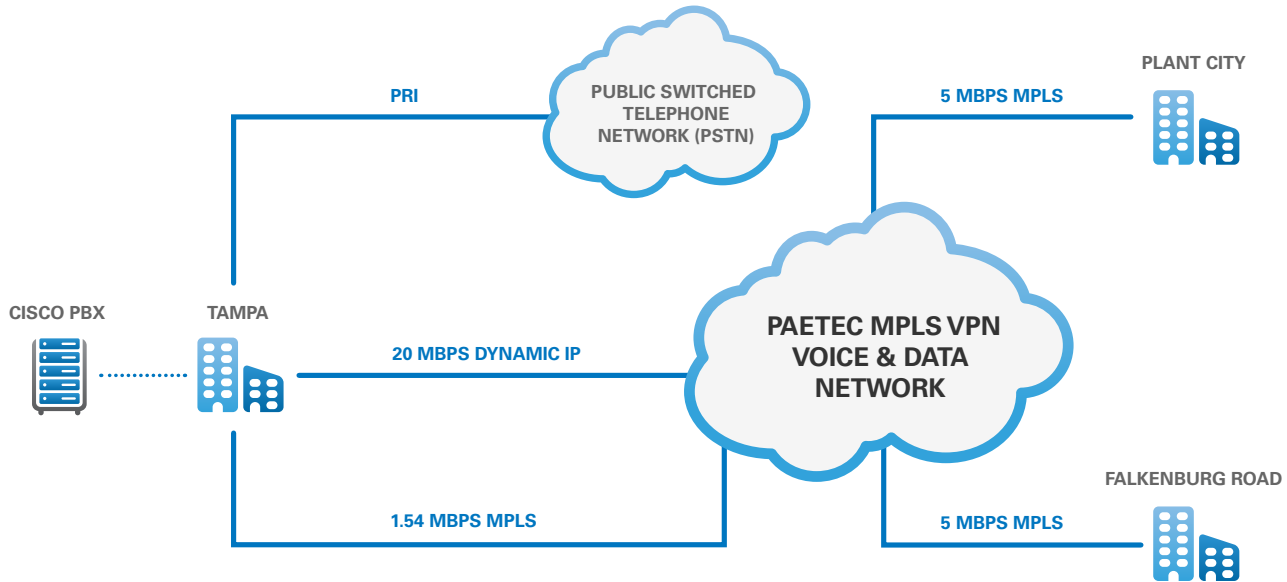 PLANT CITY
PRI
PUBLIC SWITCHED
TELEPHONE
NETWORK (PSTN)
5 MBPS MPLS
CISCO PBX
TAMPA
20 MBPS DYNAMIC IP
PAETEC MPLS VPN
VOICE & DATA
NETWORK
FALKENBURG ROAD
1.54 MBPS MPLS
5 MBPS MPLS